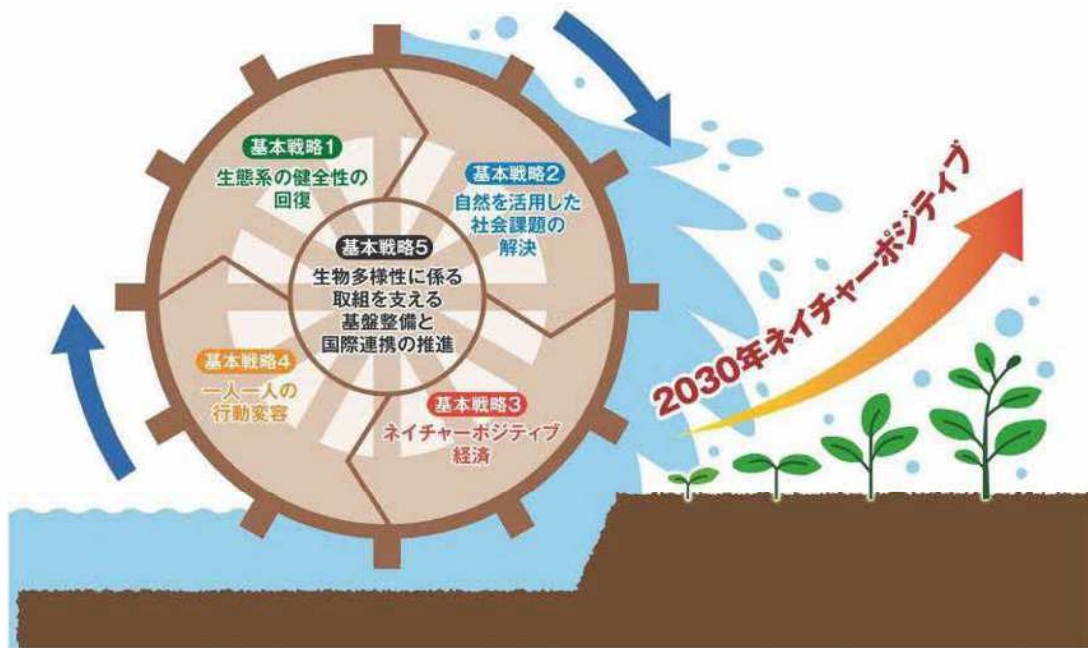 基本戦略1
生態系の健全性の
回復
基本戦略2
自然を活用した
社会課題の
解決
基本戦略5
生物多様性に係る
取組を支える
基盤整備と
国際連携の推進
基本戦略4
一人一人の
行動変容
基本戦略3
ネイチャーポジティブ
経済
2030年ネイチャーポジティブ